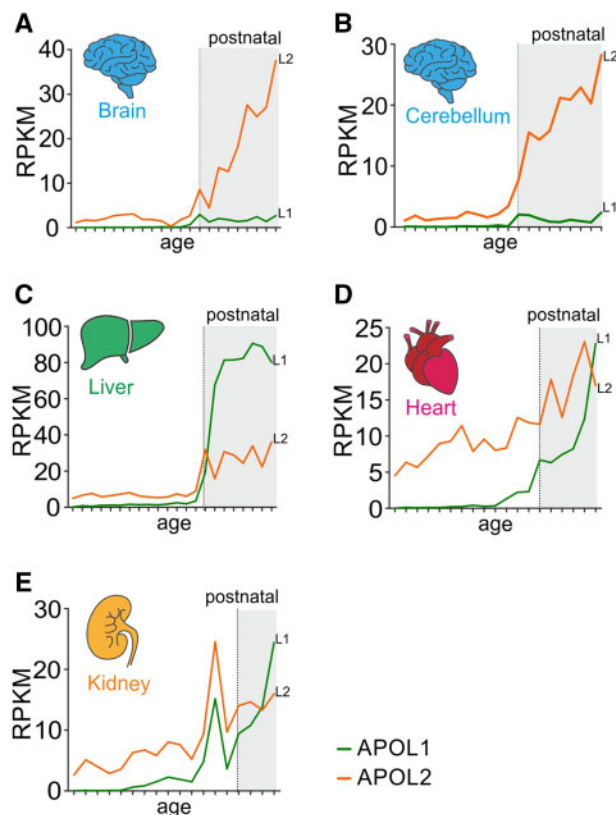 A
postnatal
40
30
20
10
0
RPKM
Brain
L2
L1
age
B
postnatal
30
20
10
0
RPKM
Cerebellum
L2
L1
age
C
postnatal
100
80
60
40
20
0
RPKM
Liver
L1
L2
age
D
postnatal
25
20
15
10
5
0
RPKM
Heart
L1
L2
age
E
postnatal
30
20
10
0
RPKM
Kidney
L1
L2
age
APOL1
APOL2